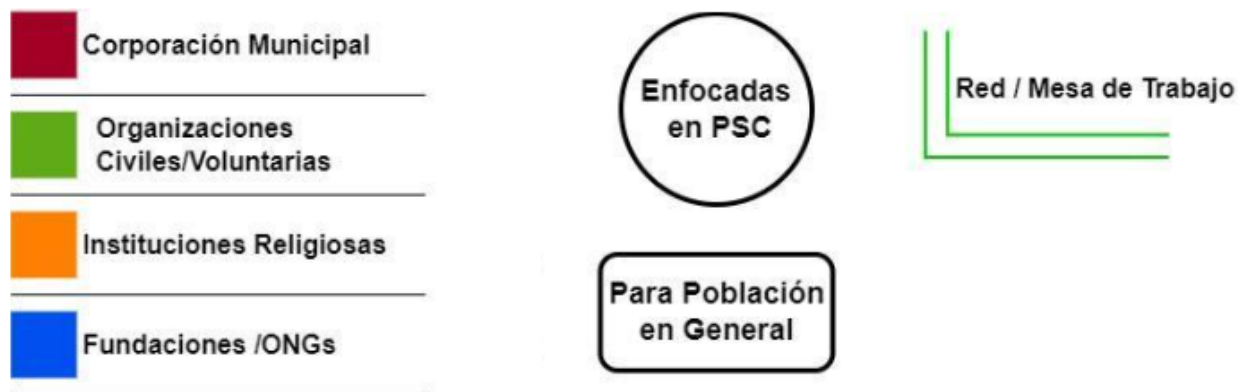 Corporación Municipal
Organizaciones
Civiles/Voluntarias
Instituciones Religiosas
Fundaciones /ONGs
Enfocadas
en PSC
Para Población
en General
Red / Mesa de Trabajo